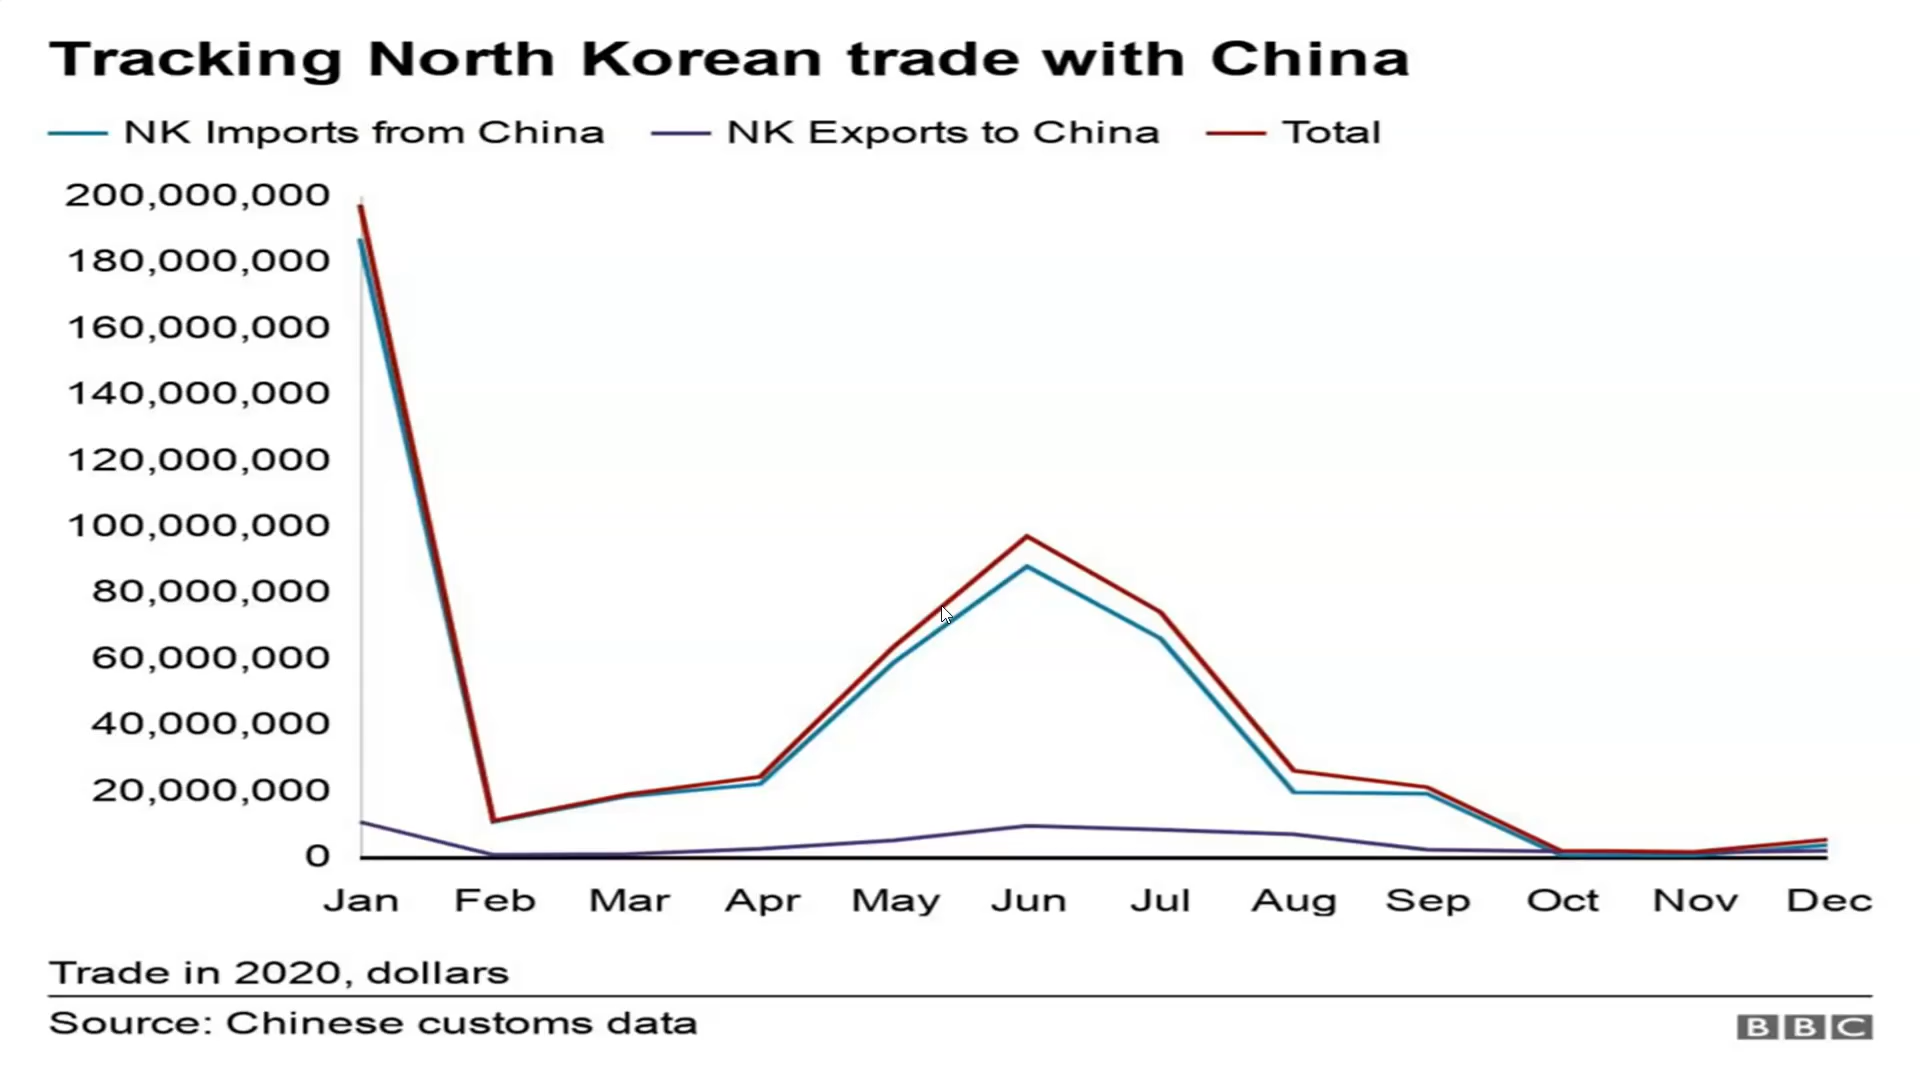 Tracking North Korean trade with China
NK Imports from China NK Exports to China Total
200,000,000
180,000,000
160,000,000
140,000,000
120,000,000
100,000,000
80,000,000
60,000,000
40,000,000
20,000,000
0
Jan Feb Mar Apr May Jun Jul Aug Sep Oct Nov Dec
Trade in 2020, dollars
Source: Chinese customs data
BBC